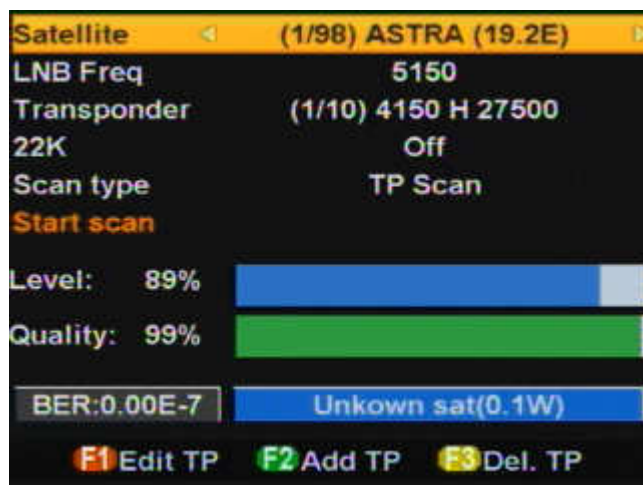 Satellite (1/98) ASTRA (19.2E)
LNB Freq 5150
Transponder (1/10) 4150 H 27500
22K Off
Scan type TP Scan
Start scan
Level: 89%
Quality: 99%
BER:0.00E-7 Unkown sat(0.1W)
F1 Edit TP F2 Add TP F3 Del. TP